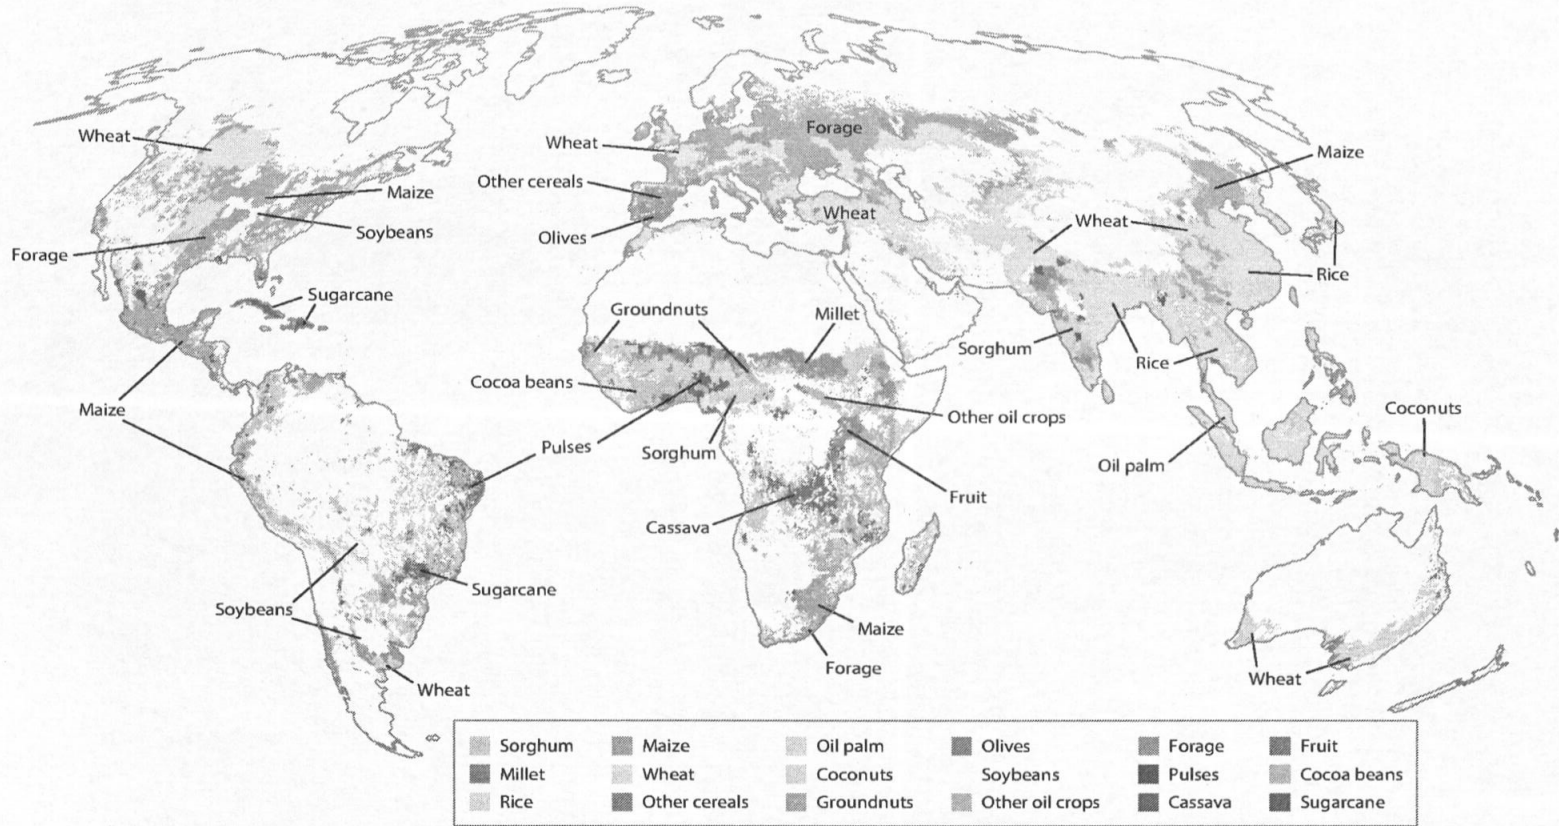 Wheat
Maize
Soybeans
Forage
Sugarcane
Maize
Soybeans
Sugarcane
Wheat
Wheat
Other cereals
Olives
Forage
Wheat
Groundnuts
Millet
Cocoa beans
Pulses
Sorghum
Other oil crops
Fruit
Cassava
Maize
Forage
Maize
Wheat
Rice
Sorghum
Rice
Oil palm
Coconuts
Wheat
Sorghum Maize Oil palm Olives Forage Fruit
Millet Wheat Coconuts Soybeans Pulses Cocoa beans
Rice Other cereals Groundnuts Other oil crops Cassava Sugarcane